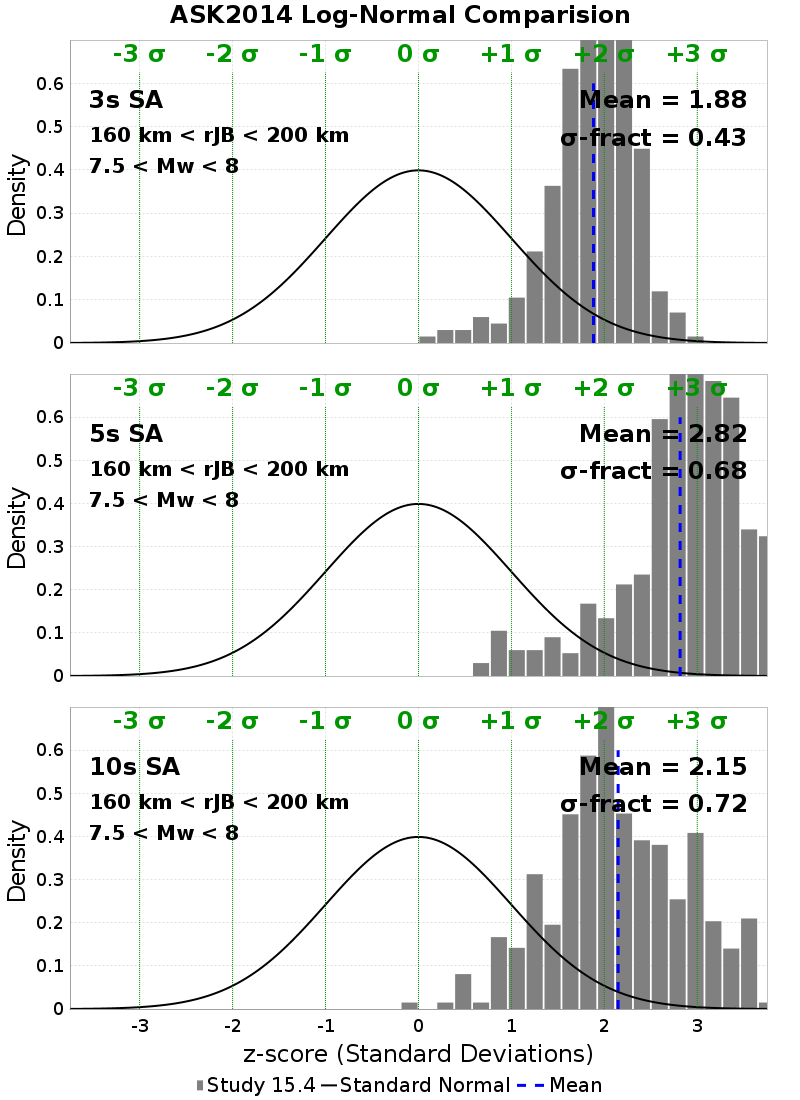 ASK2014 Log-Normal Comparision
-3 σ -2 σ -1 σ 0 σ +1 σ +2 σ +3 σ
0.6
3s SA
Mean = 1.88
0.5
160 km < rJB < 200 km
σ-fract = 0.43
0.4
7.5 < Mw < 8
Density
0.3
0.2
0.1
0
-3 σ -2 σ -1 σ 0 σ +1 σ +2 σ +3 σ
0.6
5s SA
Mean = 2.82
0.5
160 km < rJB < 200 km
σ-fract = 0.68
0.4
7.5 < Mw < 8
Density
0.3
0.2
0.1
0
-3 σ -2 σ -1 σ 0 σ +1 σ +2 σ +3 σ
0.6
10s SA
Mean = 2.15
0.5
160 km < rJB < 200 km
σ-fract = 0.72
0.4
7.5 < Mw < 8
Density
0.3
0.2
0.1
0
-3 -2 -1 0 1 2 3
z-score (Standard Deviations)
Study 15.4 Standard Normal Mean